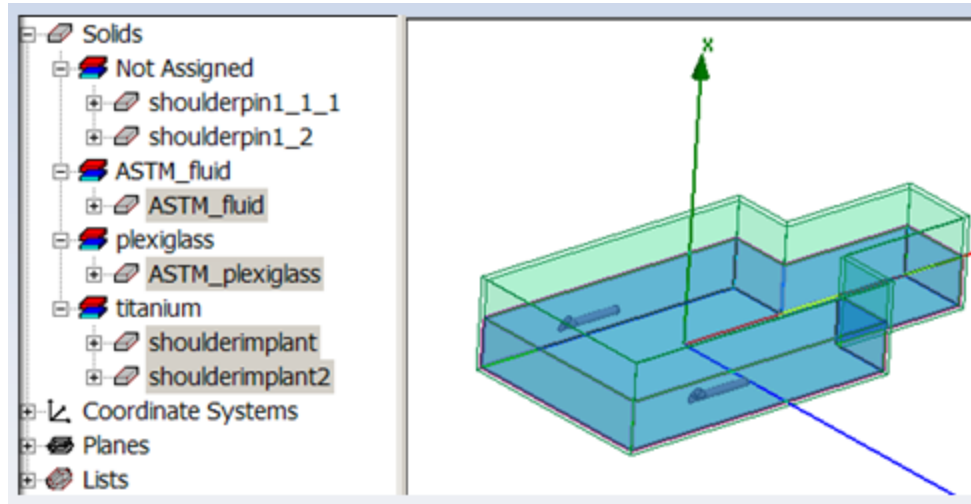 Solids
Not Assigned
shoulderpin1_1_1
shoulderpin1_2
ASTM_fluid
ASTM_fluid
plexiglass
ASTM_plexiglass
titanium
shoulderimplant
shoulderimplant2
Coordinate Systems
Planes
Lists
X